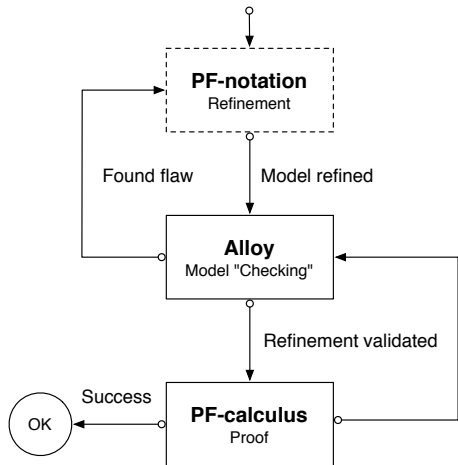 PF-notation
Refinement
Found flaw
Model refined
Alloy
Model "Checking"
Refinement validated
Success
OK
PF-calculus
Proof